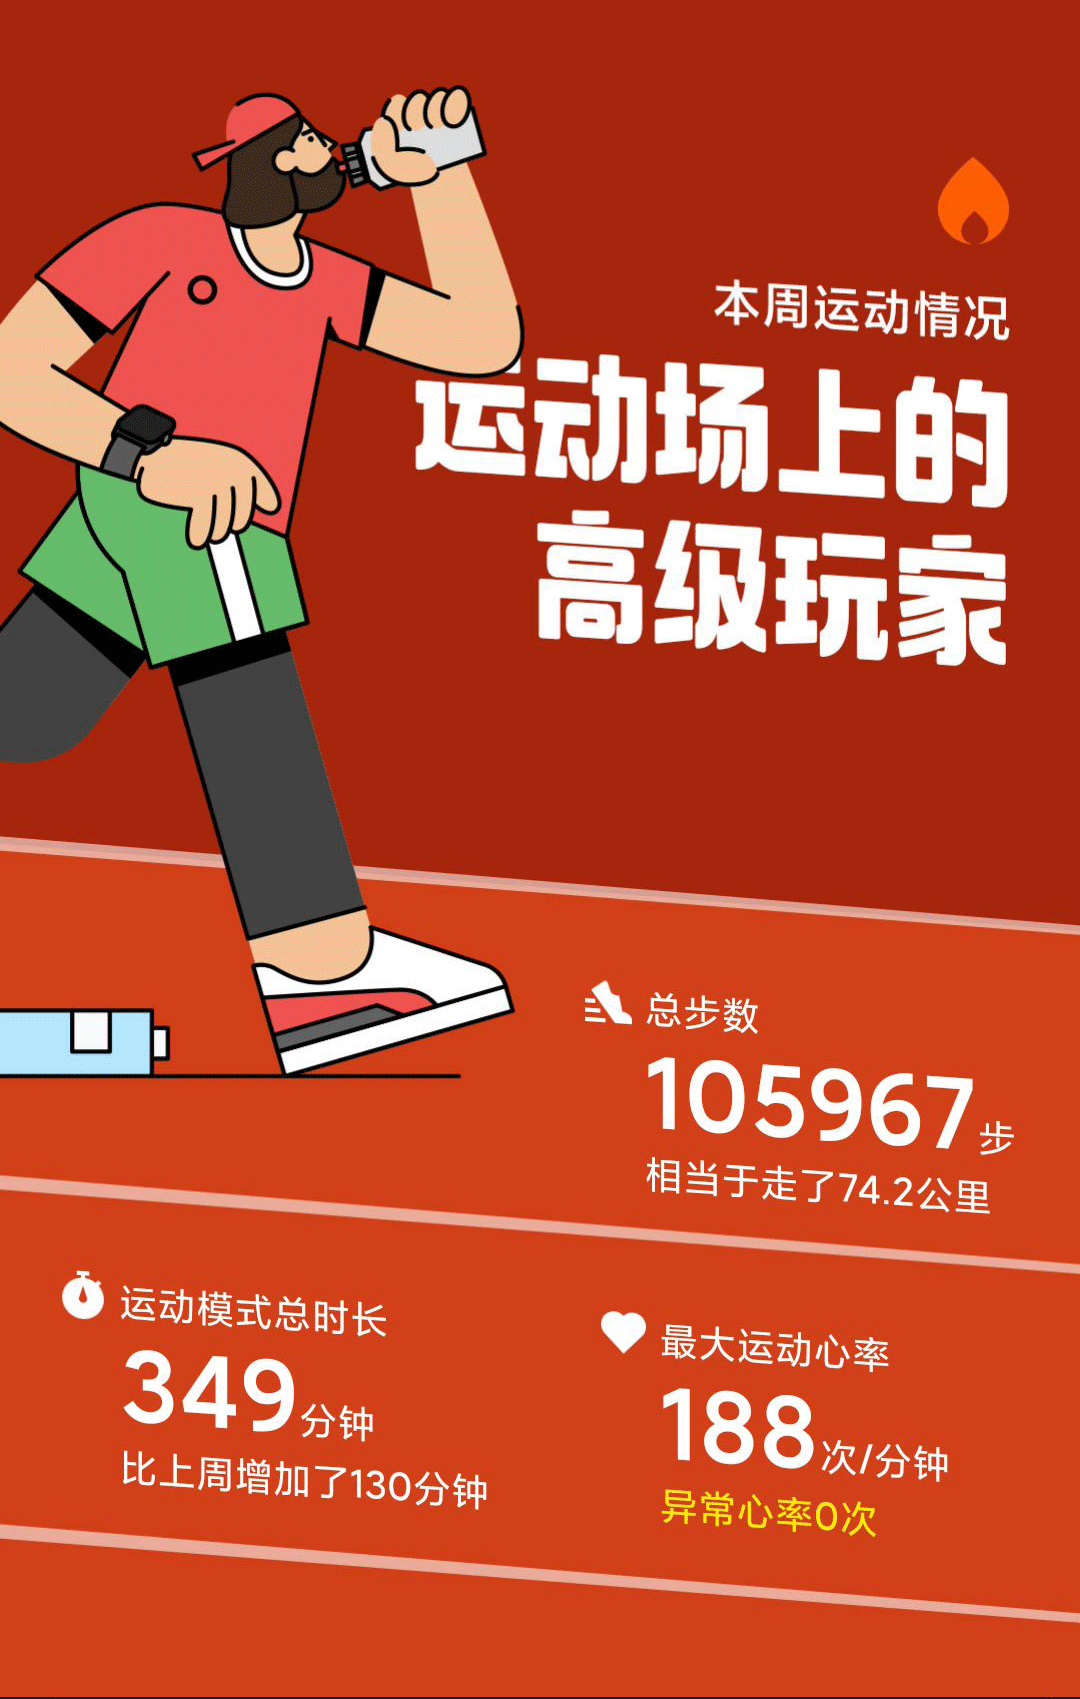 本周运动情况
运动场上的
高级玩家
总步数
105967步
相当于走了74.2公里
运动模式总时长
349分钟
比上周增加了130分钟
最大运动心率
188次/分钟
异常心率0次